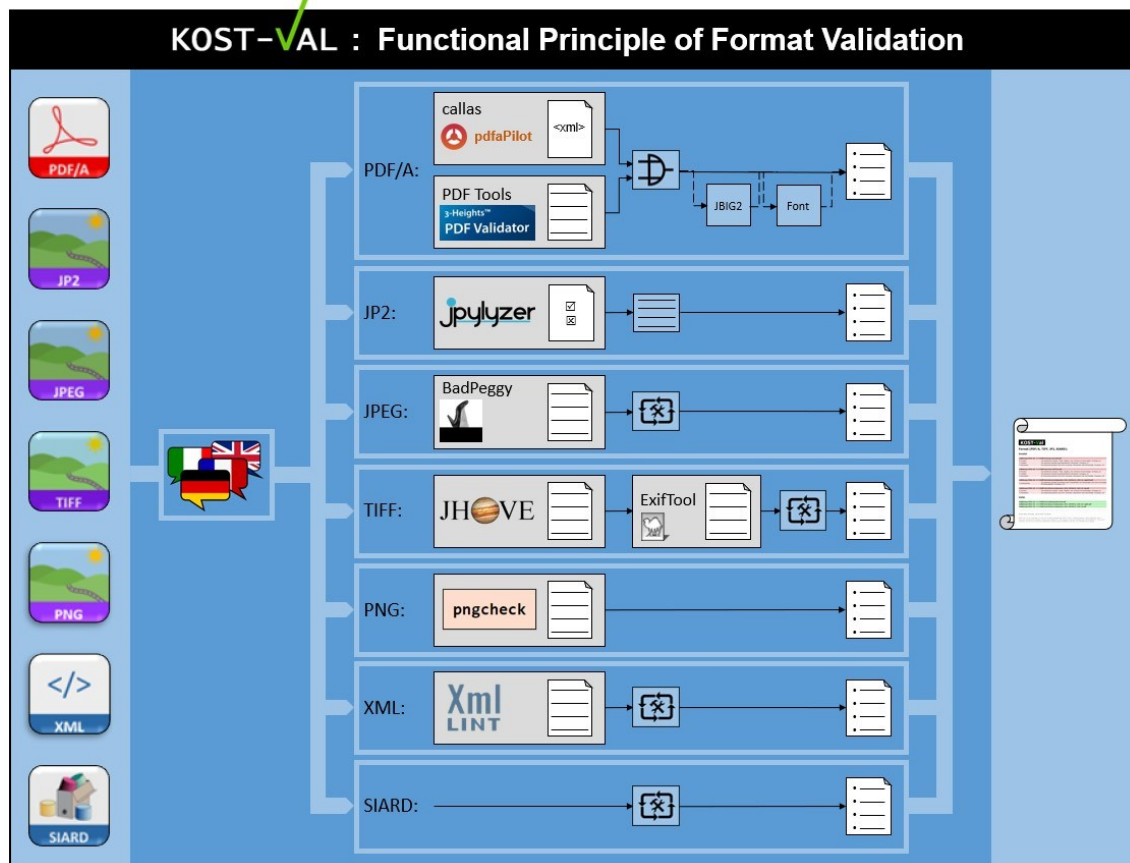 KOST-VAL : Functional Principle of Format Validation
PDF/A
JP2
JPEG
TIFF
PNG
</>
XML
SIARD
PDF/A:
callas
pdfaPilot
<xml>
PDF Tools
3-Heights™
PDF Validator
JBIG2
Font
JP2:
jpylyzer
JPEG:
BadPeggy
TIFF:
JHOVE
ExifTool
PNG:
pngcheck
XML:
Xml
LINT
SIARD:
KOST-Val